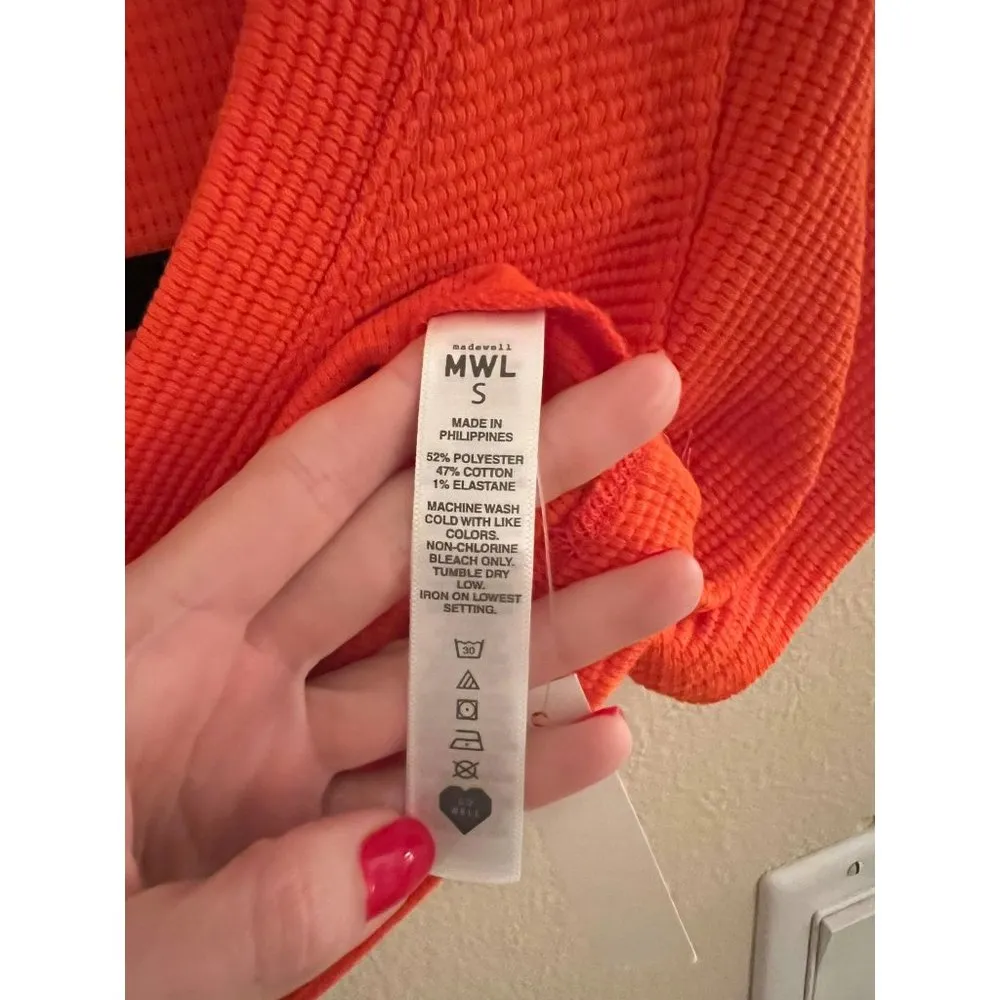 madewell
MWL
S
MADE IN
PHILIPPINES
52% POLYESTER
47% COTTON
1% ELASTANE
MACHINE WASH
COLD WITH LIKE
COLORS.
NON-CHLORINE
BLEACH ONLY.
TUMBLE DRY
LOW.
IRON ON LOWEST
SETTING.
30
WELL